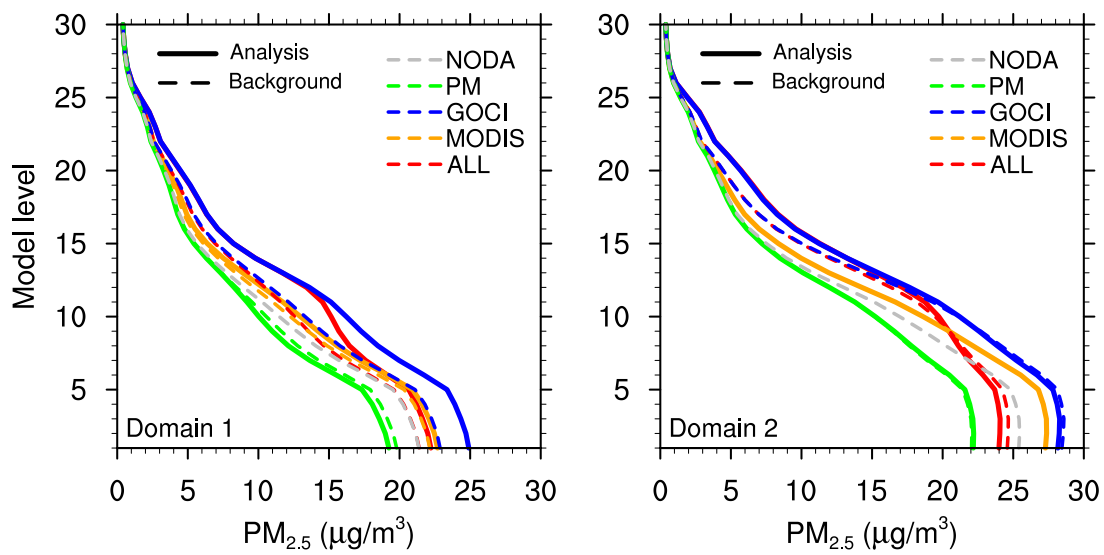 30
25
20
15
10
5
Model level
Analysis
Background
NODA
PM
GOCI
MODIS
ALL
Domain 1
0 5 10 15 20 25 30
PM2.5 (μg/m3)
30
25
20
15
10
5
Analysis
Background
NODA
PM
GOCI
MODIS
ALL
Domain 2
0 5 10 15 20 25 30
PM2.5 (μg/m3)